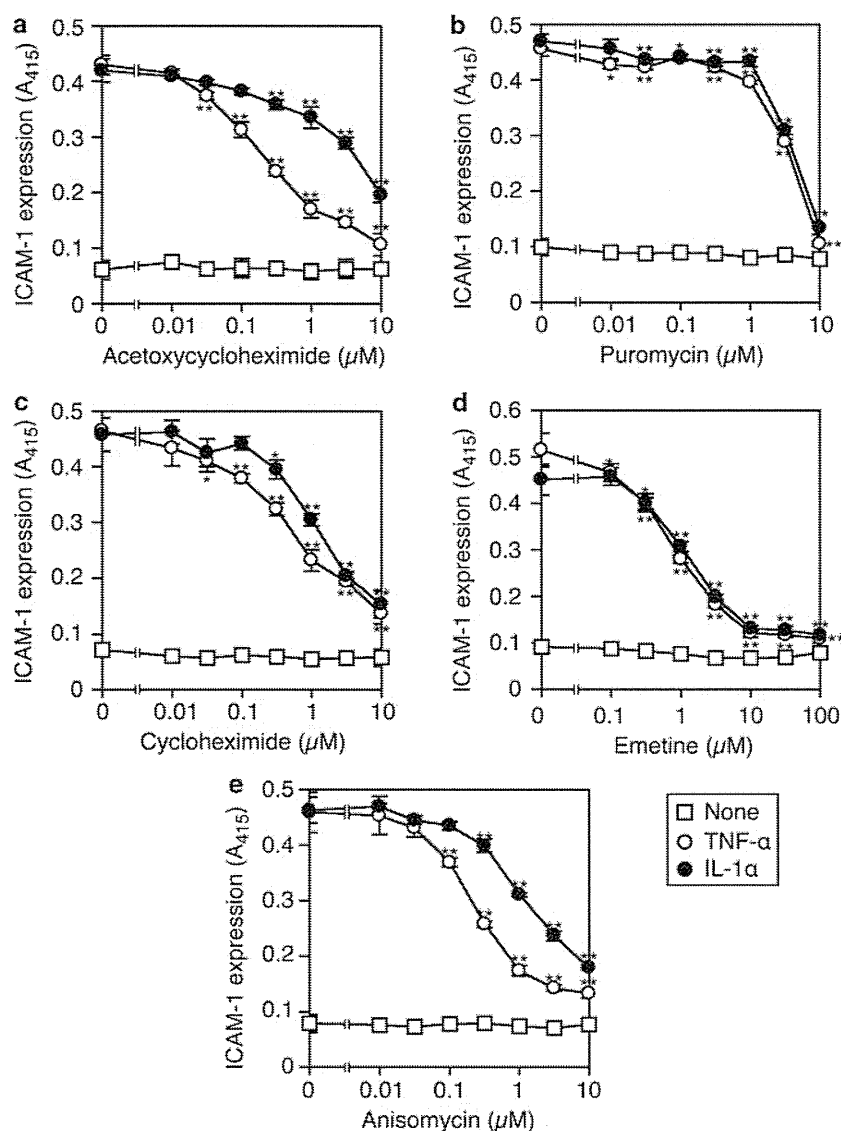 a
ICAM-1 expression (A415)
0.5
0.4
0.3
0.2
0.1
0
0 0.01 0.1 1 10
Acetoxycycloheximide (µM)
** ** ** ** ** **
** ** ** **
b
ICAM-1 expression (A415)
0.5
0.4
0.3
0.2
0.1
0
0 0.01 0.1 1 10
Puromycin (µM)
** * ** ** ** *
* ** ** ** ** **
c
ICAM-1 expression (A415)
0.5
0.4
0.3
0.2
0.1
0
0 0.01 0.1 1 10
Cycloheximide (µM)
* ** ** **
* ** ** ** ** **
d
ICAM-1 expression (A415)
0.6
0.5
0.4
0.3
0.2
0.1
0
0 0.1 1 10 100
Emetine (µM)
* * ** ** ** ** **
** ** ** ** ** **
e
ICAM-1 expression (A415)
0.5
0.4
0.3
0.2
0.1
0
0 0.01 0.1 1 10
Anisomycin (µM)
** ** ** **
** ** ** ** **
None
TNF-α
IL-1α